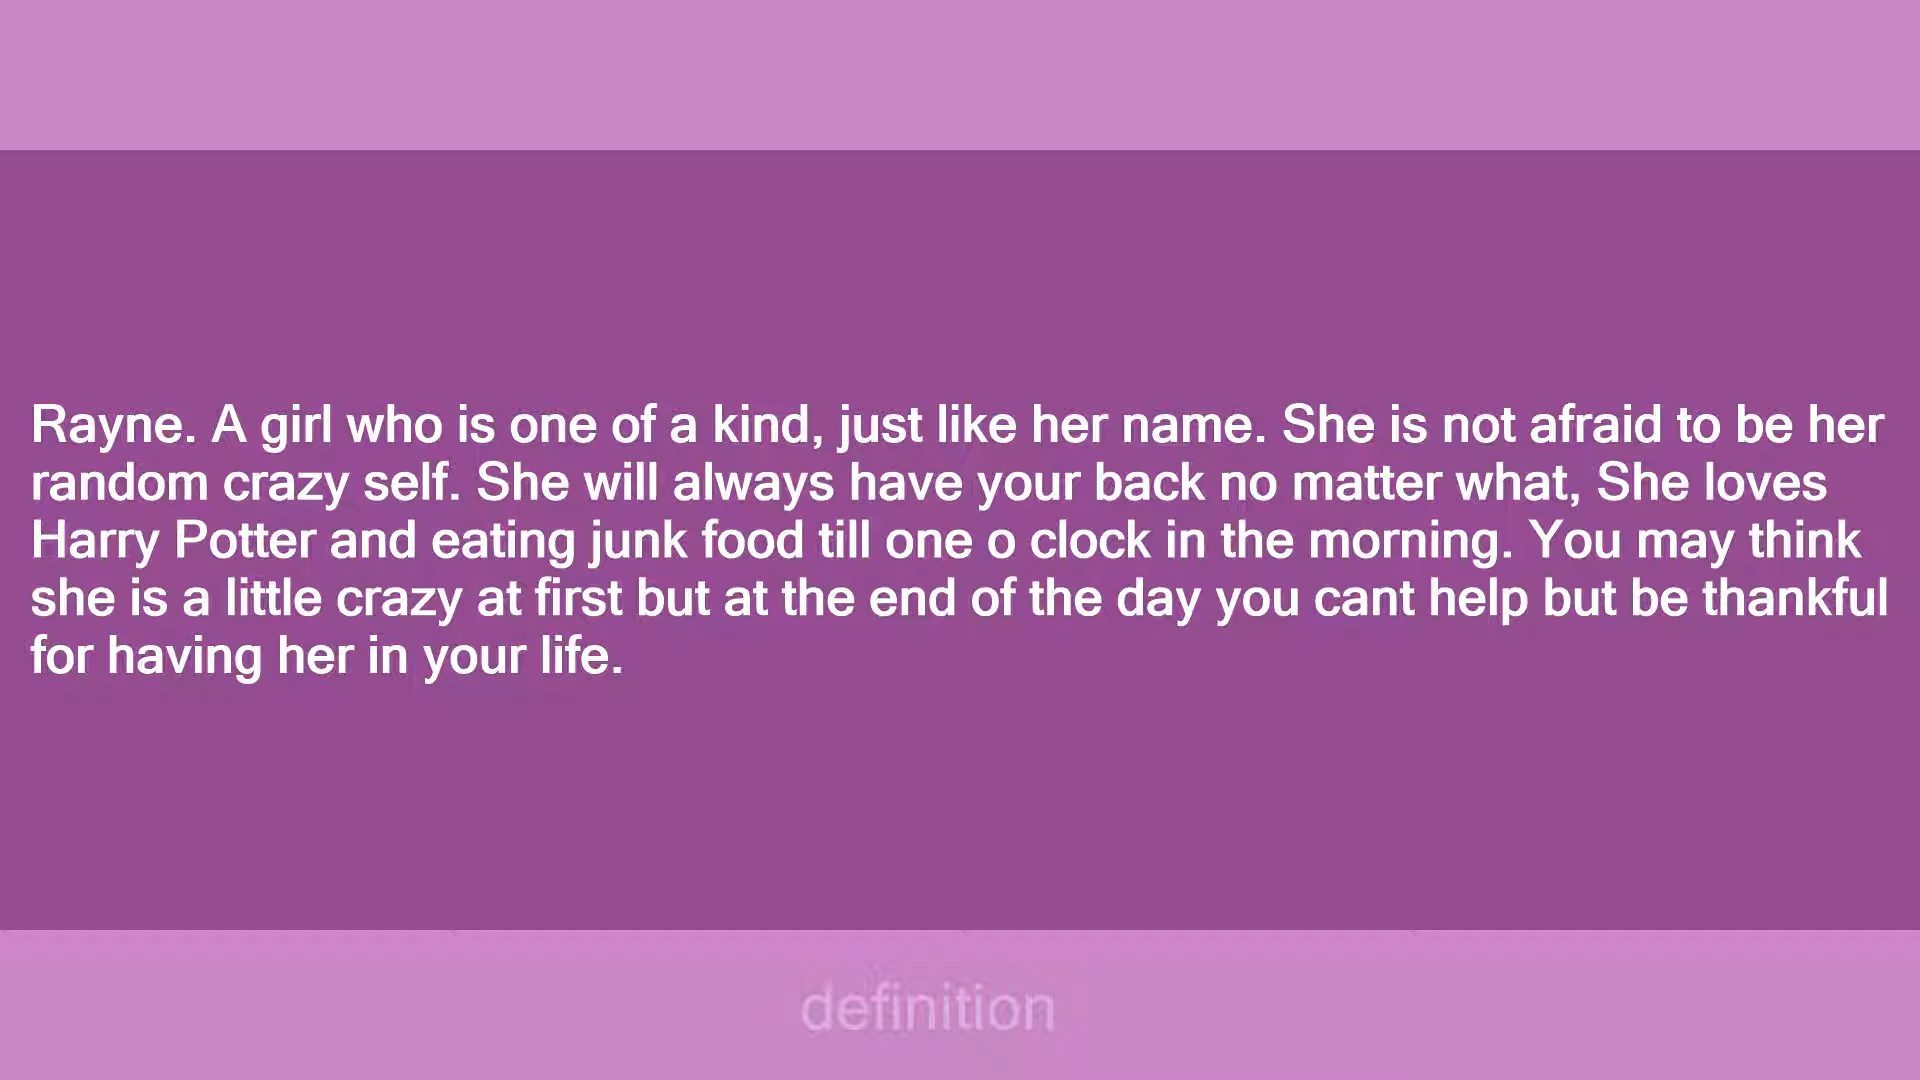 Rayne. A girl who is one of a kind, just like her name. She is not afraid to be her
random crazy self. She will always have your back no matter what, She loves
Harry Potter and eating junk food till one o clock in the morning. You may think
she is a little crazy at first but at the end of the day you cant help but be thankful
for having her in your life.
definition